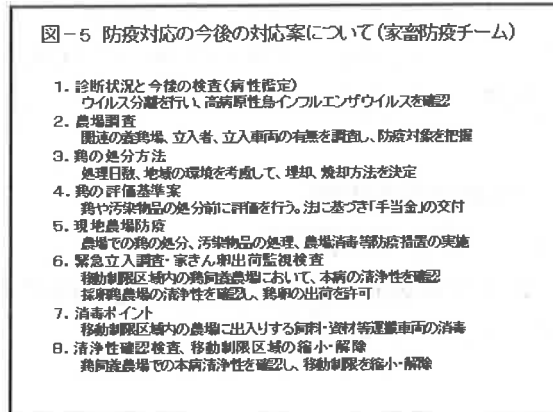 図-5 防疫対応の今後の対応案について(家畜防疫チーム)
1. 診断状況と今後の検査(病性鑑定)
ウイルス分離を行い、高病原性鳥インフルエンザウイルスを確認
2. 農場調査
関連の養鶏場、立入者、立入車両の有無を調査し、防疫対象を把握
3. 鶏の処分方法
処理日数、地域の環境を考慮して、埋却、焼却方法を決定
4. 鶏の評価基準案
鶏や汚染物品の処分前に評価を行う。法に基づき「手当金」の交付
5. 現地農場防疫
農場での鶏の処分、汚染物品の処理、農場消毒等防疫措置の実施
6. 緊急立入調査・家きん卵出荷監視検査
移動制限区域内の鶏飼養農場において、本病の清浄性を確認
採卵鶏農場の清浄性を確認し、鶏卵の出荷を許可
7. 消毒ポイント
移動制限区域内の農場に出入りする飼料・資材等運搬車両の消毒
8. 清浄性確認検査、移動制限区域の縮小・解除
鶏飼養農場での本病清浄性を確認し、移動制限を縮小・解除